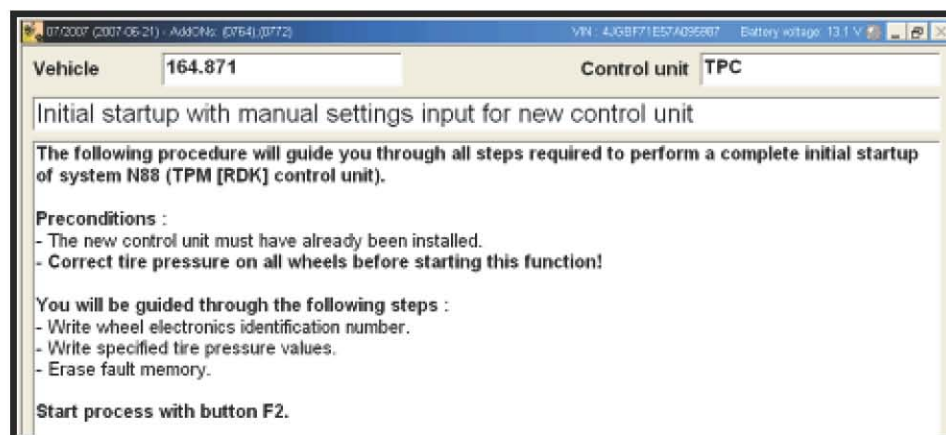 07/2007 (2007-06-21) - AddONs: (0764),(0772) VIN : 4JGBF71E57A095987 Battery voltage: 13.1 V
Vehicle 164.871 Control unit TPC
Initial startup with manual settings input for new control unit
The following procedure will guide you through all steps required to perform a complete initial startup
of system N88 (TPM [RDK] control unit).
Preconditions :
- The new control unit must have already been installed.
- Correct tire pressure on all wheels before starting this function!
You will be guided through the following steps :
- Write wheel electronics identification number.
- Write specified tire pressure values.
- Erase fault memory.
Start process with button F2.